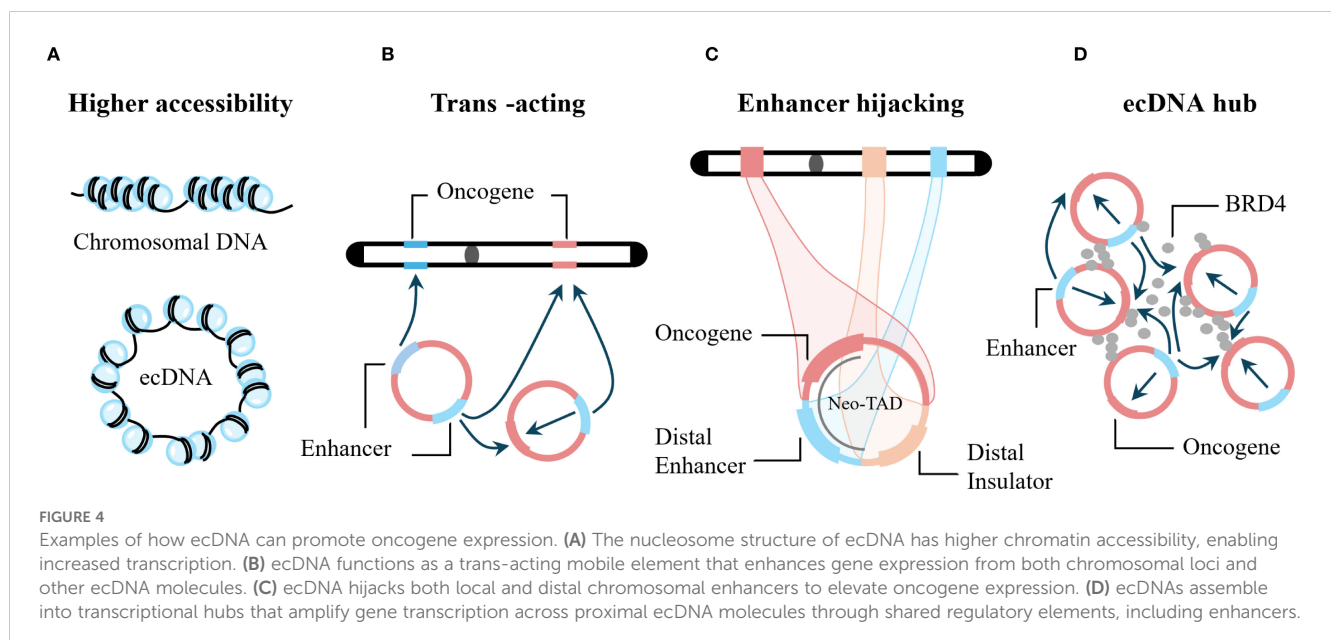 A
Higher accessibility
Chromosomal DNA
ecDNA
B
Trans -acting
Oncogene
Enhancer
C
Enhancer hijacking
Oncogene
Neo-TAD
Distal
Enhancer
Distal
Insulator
D
ecDNA hub
BRD4
Enhancer
Oncogene
FIGURE 4
Examples of how ecDNA can promote oncogene expression. (A) The nucleosome structure of ecDNA has higher chromatin accessibility, enabling
increased transcription. (B) ecDNA functions as a trans-acting mobile element that enhances gene expression from both chromosomal loci and
other ecDNA molecules. (C) ecDNA hijacks both local and distal chromosomal enhancers to elevate oncogene expression. (D) ecDNAs assemble
into transcriptional hubs that amplify gene transcription across proximal ecDNA molecules through shared regulatory elements, including enhancers.